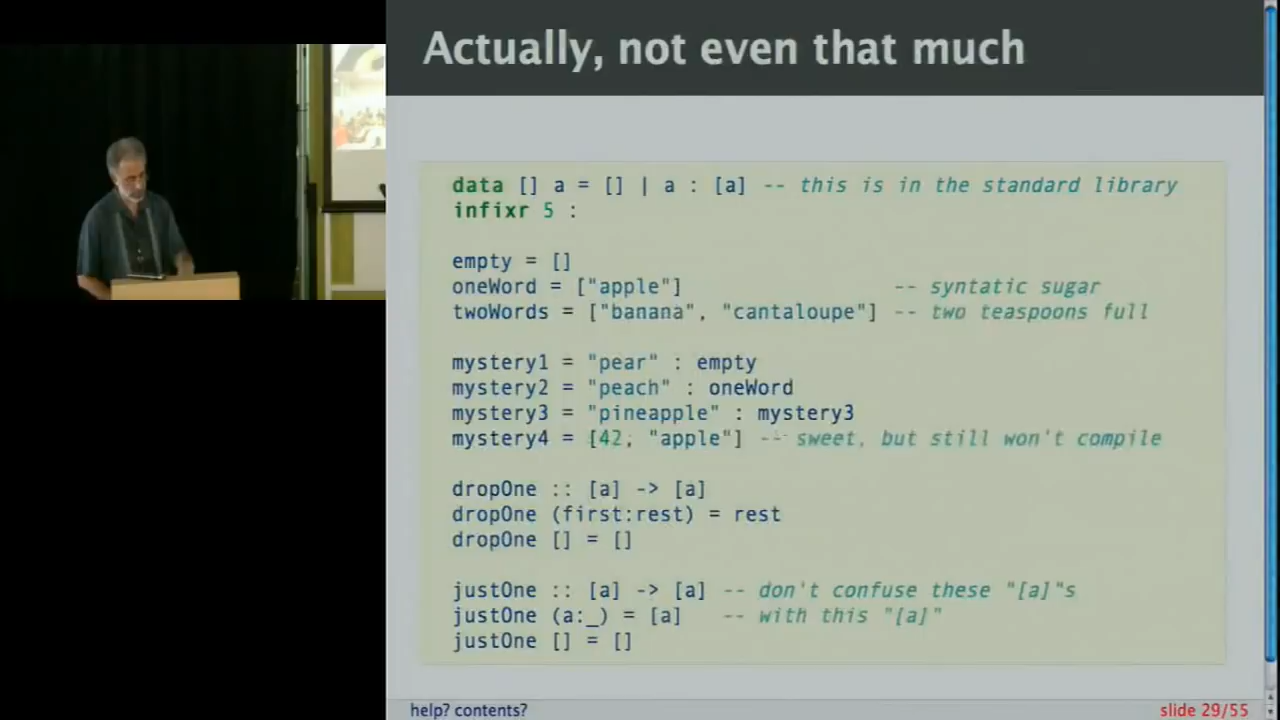 Actually, not even that much
data [] a = [] | a : [a] -- this is in the standard library
infixr 5 :
empty = []
oneWord = ["apple"] -- syntatic sugar
twoWords = ["banana", "cantaloupe"] -- two teaspoons full
mystery1 = "pear" : empty
mystery2 = "peach" : oneWord
mystery3 = "pineapple" : mystery3
mystery4 = [42, "apple"] -- sweet, but still won't compile
dropOne :: [a] -> [a]
dropOne (first:rest) = rest
dropOne [] = []
justOne :: [a] -> [a] -- don't confuse these "[a]"s
justOne (a:_) = [a] -- with this "[a]"
justOne [] = []
help? contents?
slide 29/55